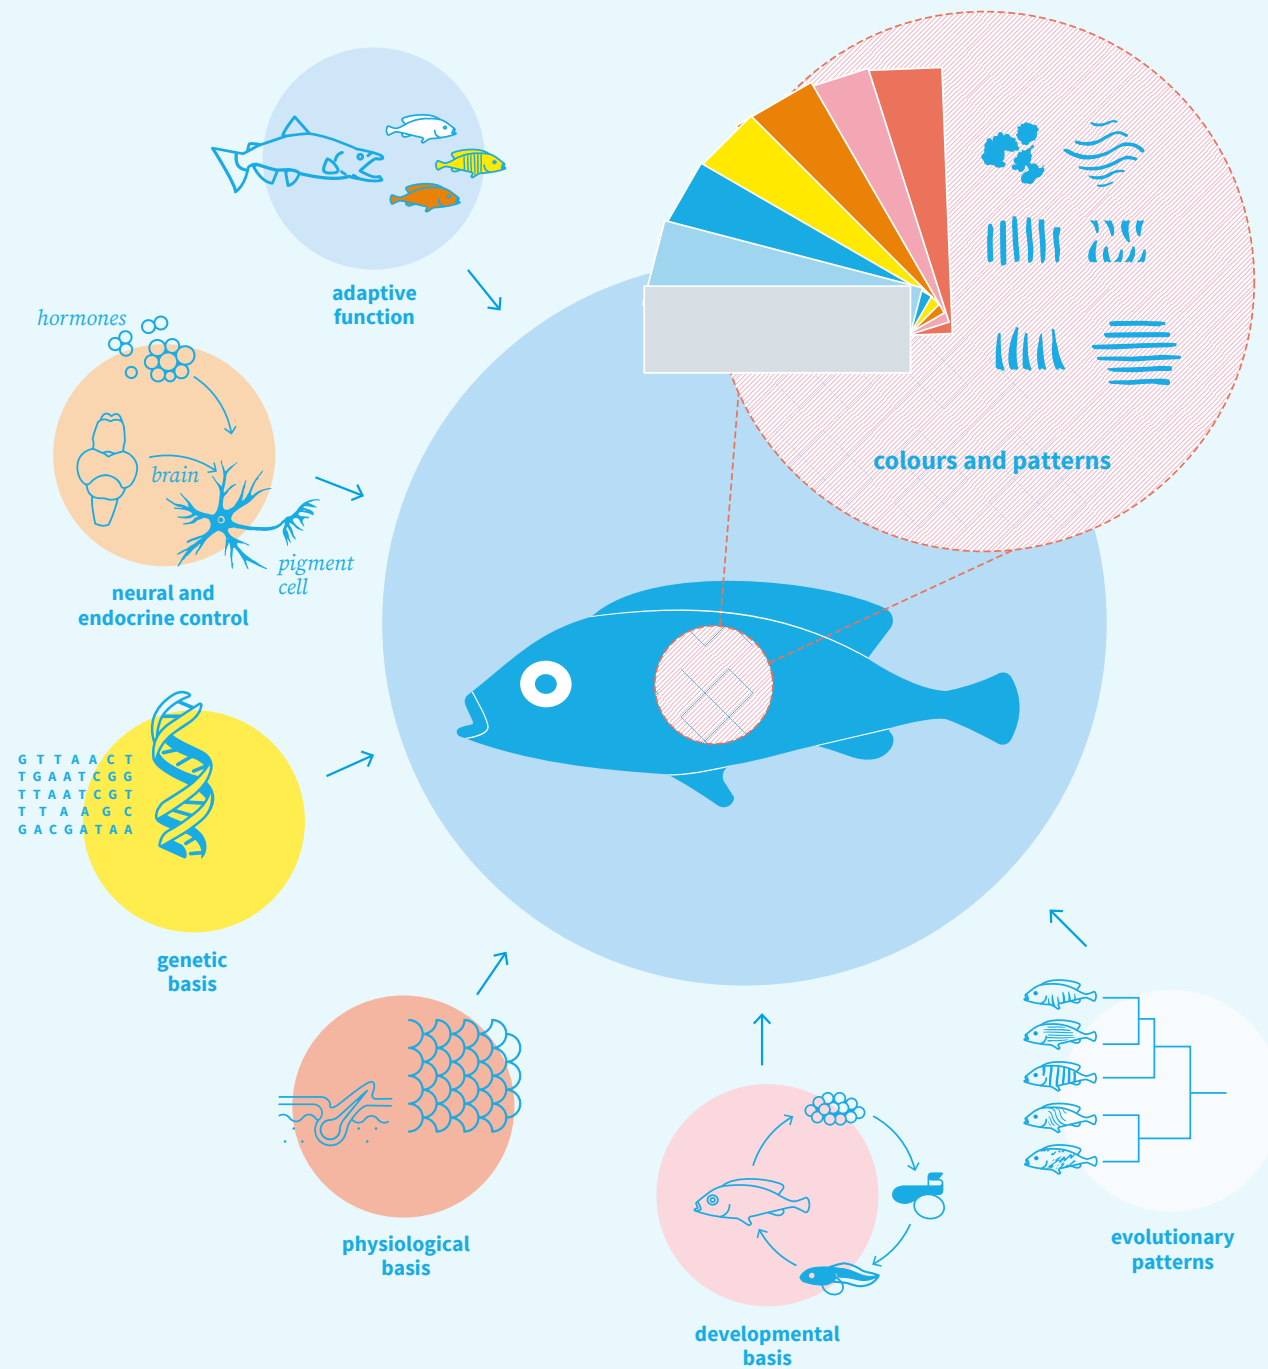 colours and patterns
adaptive
function
hormones
brain
pigment
cell
neural and
endocrine control
G T T A A C T
T G A A T C G G
T T A A T C G T
T T A A G C
G A C G A T A A
genetic
basis
physiological
basis
developmental
basis
evolutionary
patterns